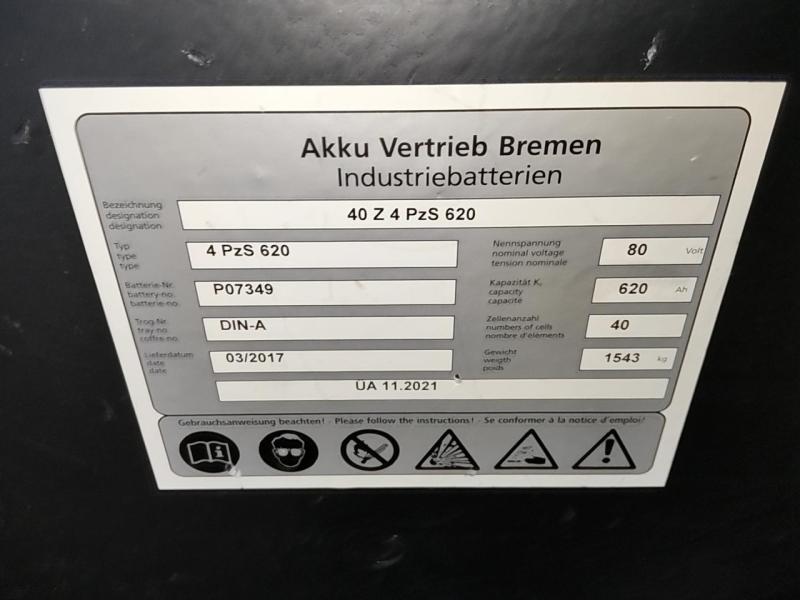 Akku Vertrieb Bremen
Industriebatterien
Bezeichnung
designation
désignation
40 Z 4 PzS 620
Typ
type
type
4 PzS 620
Nennspannung
nominal voltage
tension nominale
80 Volt
Batterie-Nr.
battery-no.
batterie-no.
P07349
Kapazität K5
capacity
capacité
620 Ah
Trog-Nr.
tray-no.
coffre-no.
DIN-A
Zellenanzahl
numbers of cells
nombre d'éléments
40
Lieferdatum
date
date
03/2017
Gewicht
weigth
poids
1543 kg
ÜA 11.2021
Gebrauchsanweisung beachten! - Please follow the instructions! - Se conformer à la notice d'emploi!